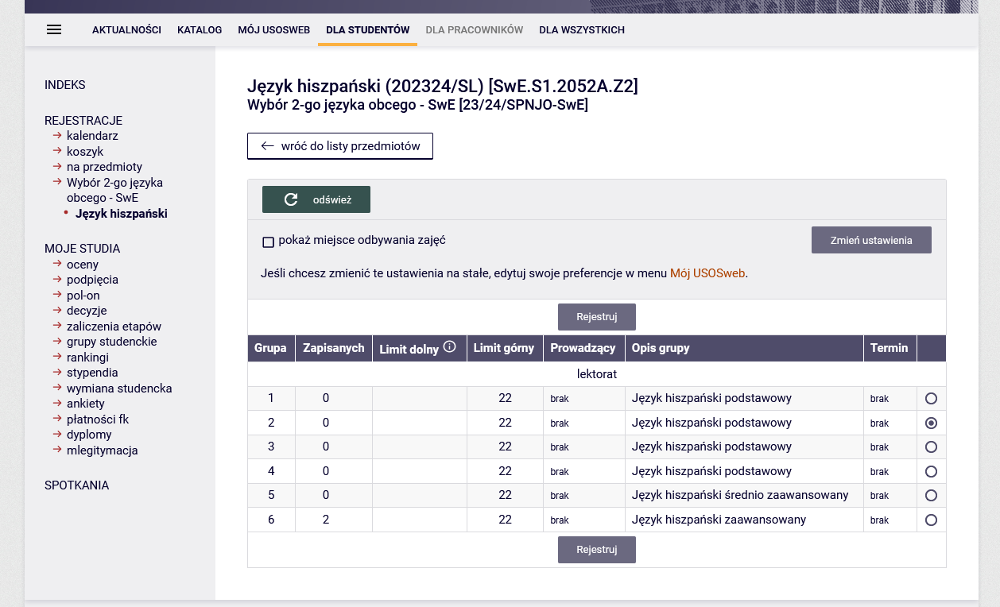 AKTUALNOŚCI KATALOG MÓJ USOSWEB DLA STUDENTÓW DLA PRACOWNIKÓW DLA WSZYSTKICH
INDEKS
REJESTRACJE
kalendarz
koszyk
na przedmioty
Wybór 2-go języka
obcego - SwE
Język hiszpański
MOJE STUDIA
oceny
podpięcia
pol-on
decyzje
zaliczenia etapów
grupy studenckie
rankingi
stypendia
wymiana studencka
ankiety
płatności fk
dyplomy
mlegitymacja
SPOTKANIA
Język hiszpański (202324/SL) [SwE.S1.2052A.Z2]
Wybór 2-go języka obcego - SwE [23/24/SPNJO-SwE]
← wróć do listy przedmiotów
odśwież
pokaż miejsce odbywania zajęć
Zmień ustawienia
Jeśli chcesz zmienić te ustawienia na stałe, edytuj swoje preferencje w menu Mój USOSweb.
Rejestruj
Grupa Zapisanych Limit dolny Limit górny Prowadzący Opis grupy Termin
lektorat
1 0 22 brak Język hiszpański podstawowy brak
2 0 22 brak Język hiszpański podstawowy brak
3 0 22 brak Język hiszpański podstawowy brak
4 0 22 brak Język hiszpański podstawowy brak
5 0 22 brak Język hiszpański średnio zaawansowany brak
6 2 22 brak Język hiszpański zaawansowany brak
Rejestruj